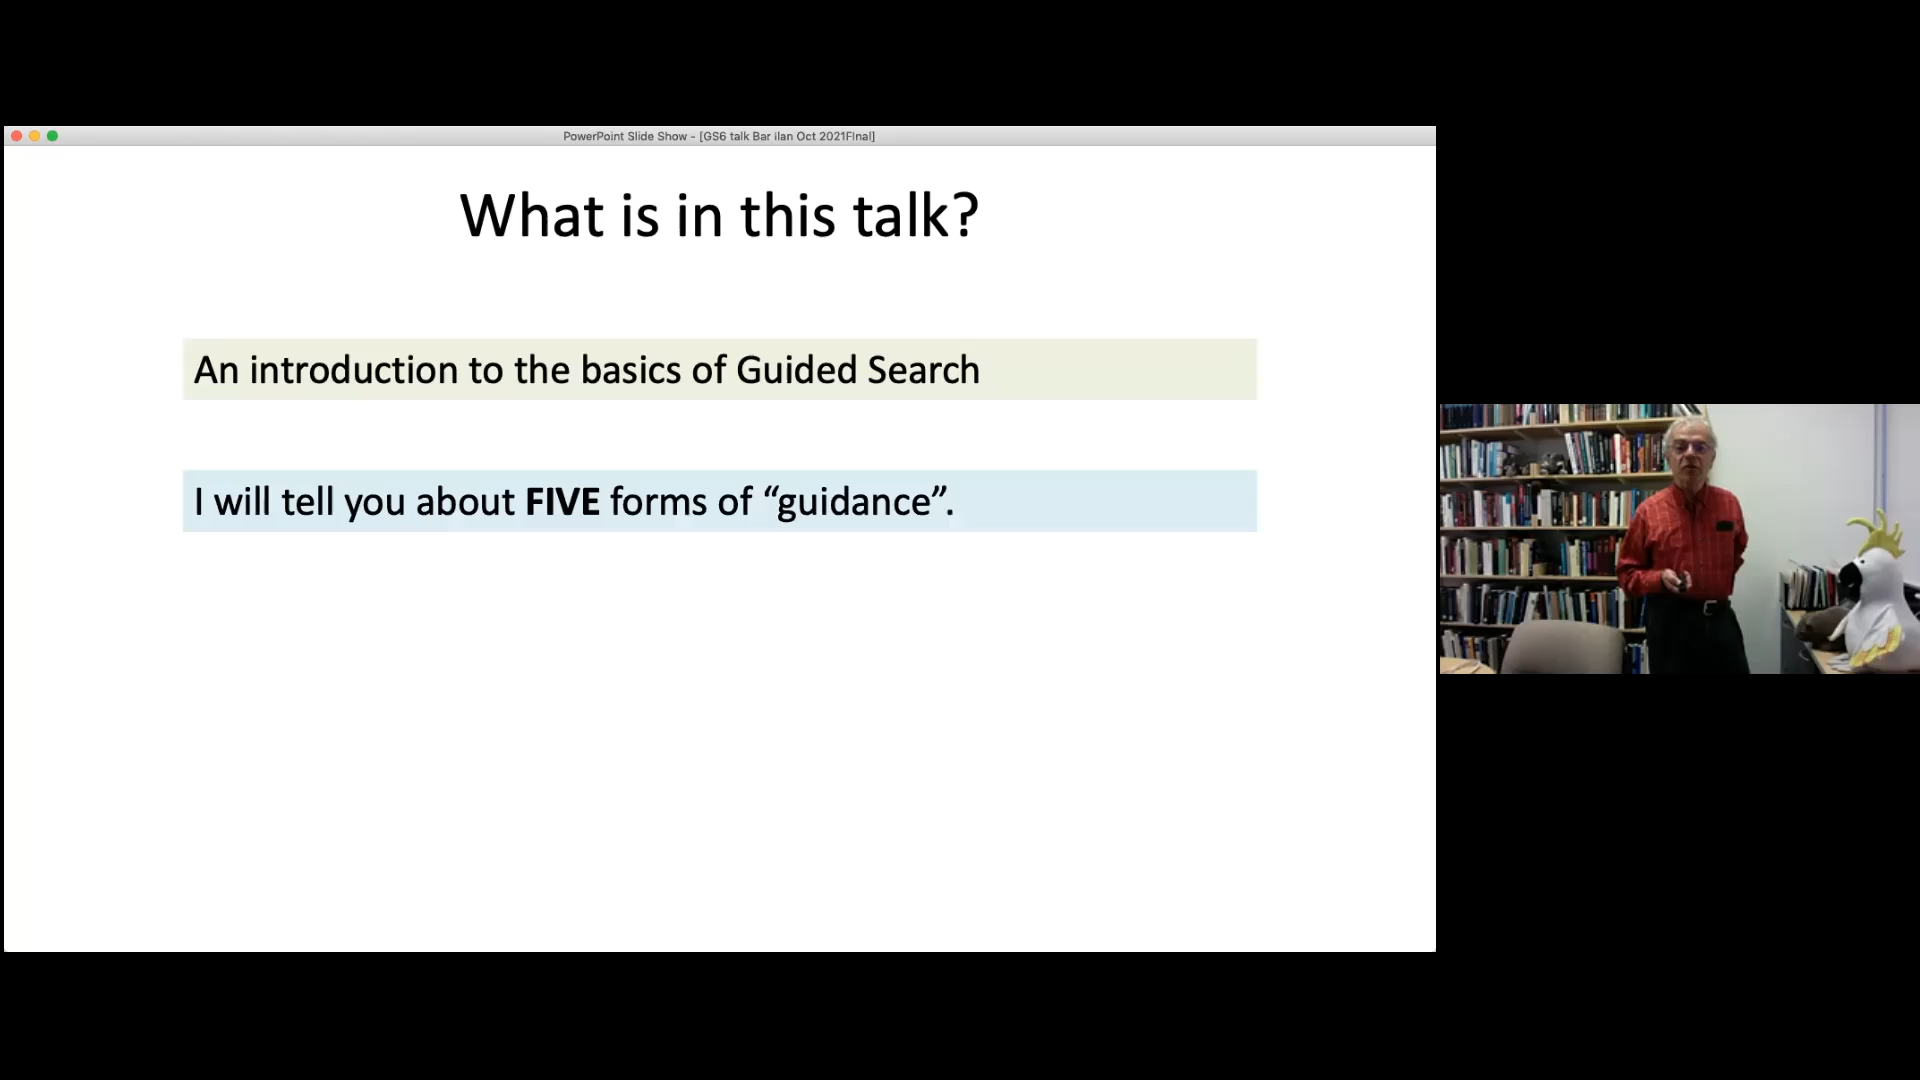 PowerPoint Slide Show - [GS6 talk Bar ilan Oct 2021FInal]
What is in this talk?
An introduction to the basics of Guided Search
I will tell you about FIVE forms of “guidance”.